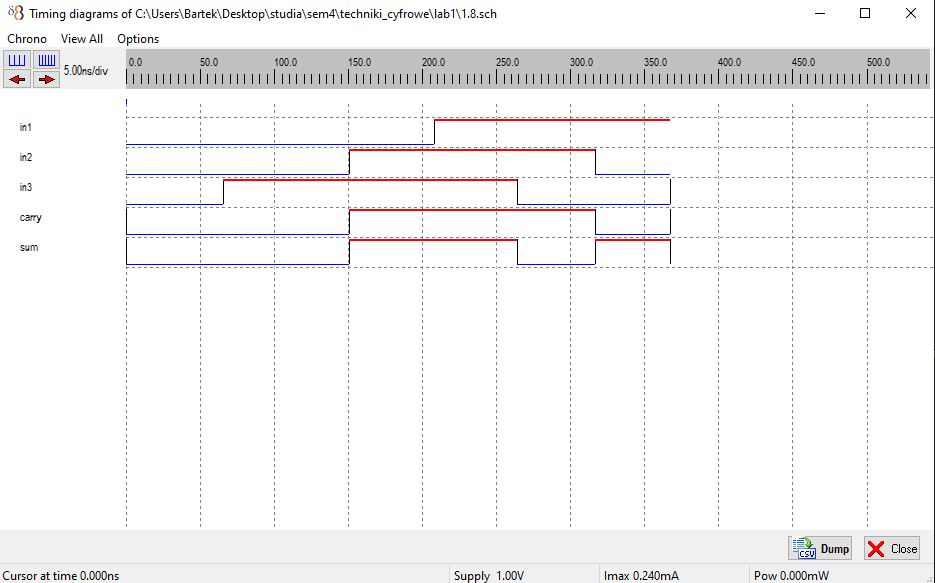 Timing diagrams of C:\Users\Bartek\Desktop\studia\sem4\techniki_cyfrowe\lab1\1.8.sch
Chrono View All Options
5.00ns/div
0.0 50.0 100.0 150.0 200.0 250.0 300.0 350.0 400.0 450.0 500.0
in1
in2
in3
carry
sum
CSV Dump Close
Cursor at time 0.000ns Supply 1.00V Imax 0.240mA Pow 0.000mW